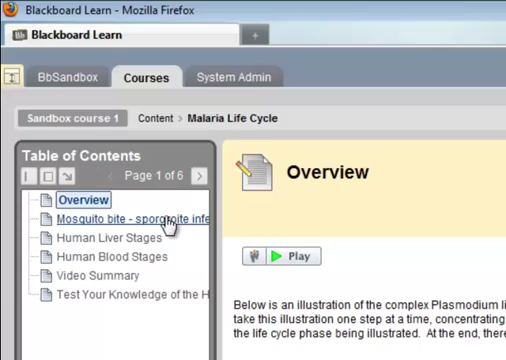 Blackboard Learn - Mozilla Firefox
Bb Blackboard Learn
BbSandbox Courses System Admin
Sandbox course 1 Content > Malaria Life Cycle
Table of Contents
Page 1 of 6
Overview
Mosquito bite - sporozoite infe
Human Liver Stages
Human Blood Stages
Video Summary
Test Your Knowledge of the H
Overview
Play
Below is an illustration of the complex Plasmodium li
take this illustration one step at a time, concentrating
the life cycle phase being illustrated. At the end, there